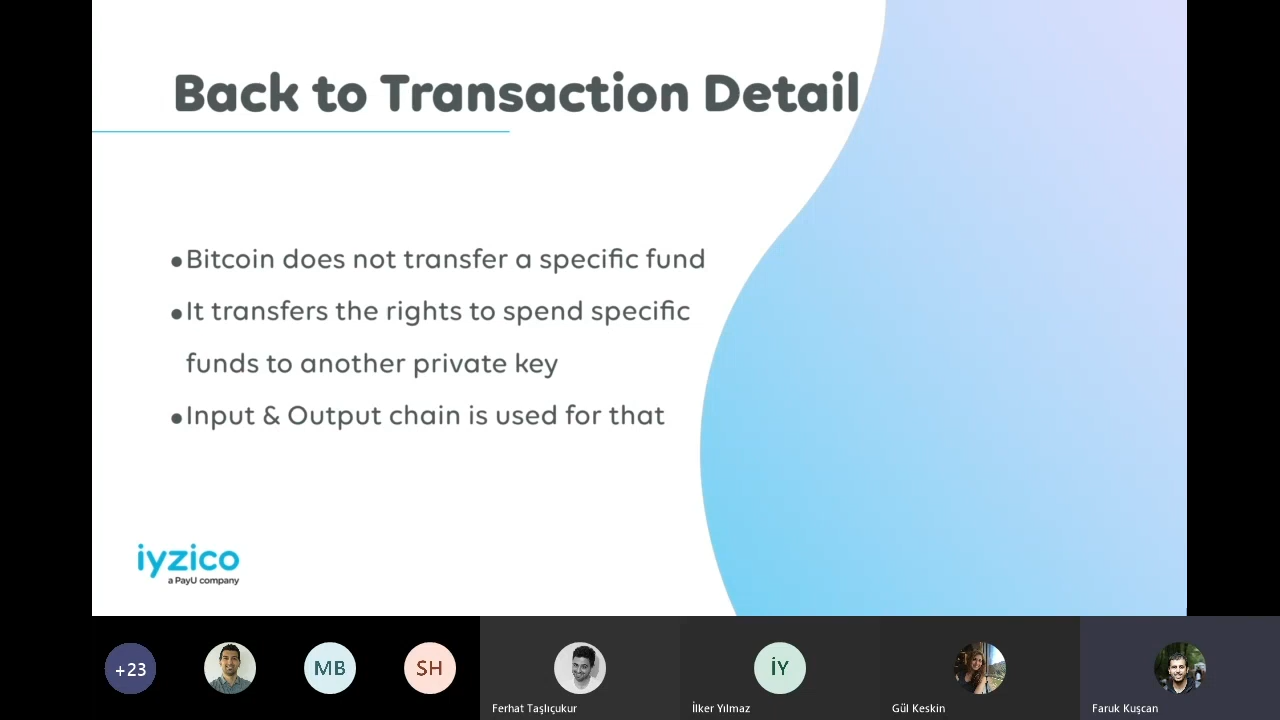 Back to Transaction Detail
•Bitcoin does not transfer a specific fund
•It transfers the rights to spend specific
funds to another private key
•Input & Output chain is used for that
iyzico
a PayU company
+23
MB
SH
İY
Ferhat Taşlıçukur
İlker Yılmaz
Gül Keskin
Faruk Kuşcan